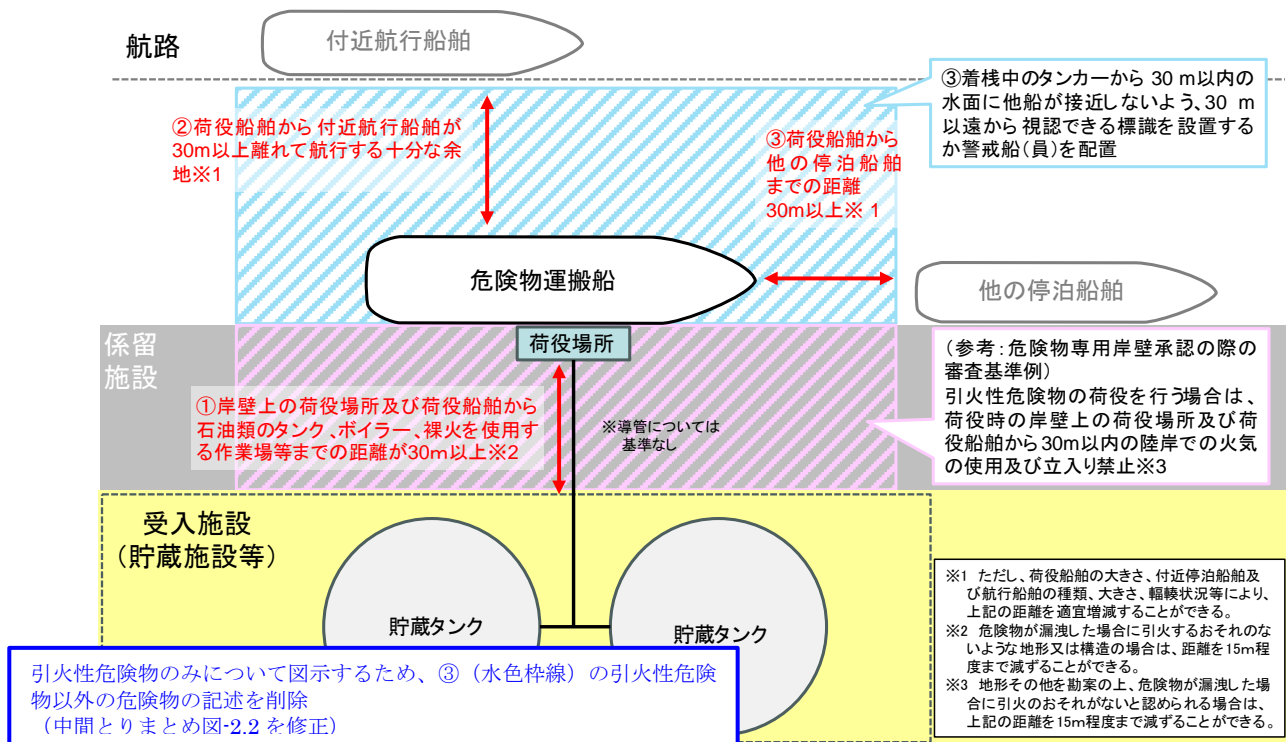 航路
付近航行船舶
②荷役船舶から付近航行船舶が
30m以上離れて航行する十分な余
地※1
③荷役船舶から
他の停泊船舶
までの距離
30m以上※ 1
③着桟中のタンカーから 30 m以内の
水面に他船が接近しないよう、30 m
以遠から視認できる標識を設置する
か警戒船(員)を配置
危険物運搬船
他の停泊船舶
係留
施設
荷役場所
①岸壁上の荷役場所及び荷役船舶から
石油類のタンク、ボイラー、裸火を使用す
る作業場等までの距離が30m以上※2
※導管については
基準なし
(参考:危険物専用岸壁承認の際の
審査基準例)
引火性危険物の荷役を行う場合は、
荷役時の岸壁上の荷役場所及び荷
役船舶から30m以内の陸岸での火気
の使用及び立入り禁止※3
受入施設
(貯蔵施設等)
貯蔵タンク
貯蔵タンク
※1 ただし、荷役船舶の大きさ、付近停泊船舶及
び航行船舶の種類、大きさ、輻輳状況等により、
上記の距離を適宜増減することができる。
※2 危険物が漏洩した場合に引火するおそれのな
いような地形又は構造の場合は、距離を15m程
度まで減ずることができる。
※3 地形その他を勘案の上、危険物が漏洩した場
合に引火のおそれがないと認められる場合は、
上記の距離を15m程度まで減ずることができる。
引火性危険物のみについて図示するため、③（水色枠線）の引火性危険
物以外の危険物の記述を削除
（中間とりまとめ図-2.2 を修正）